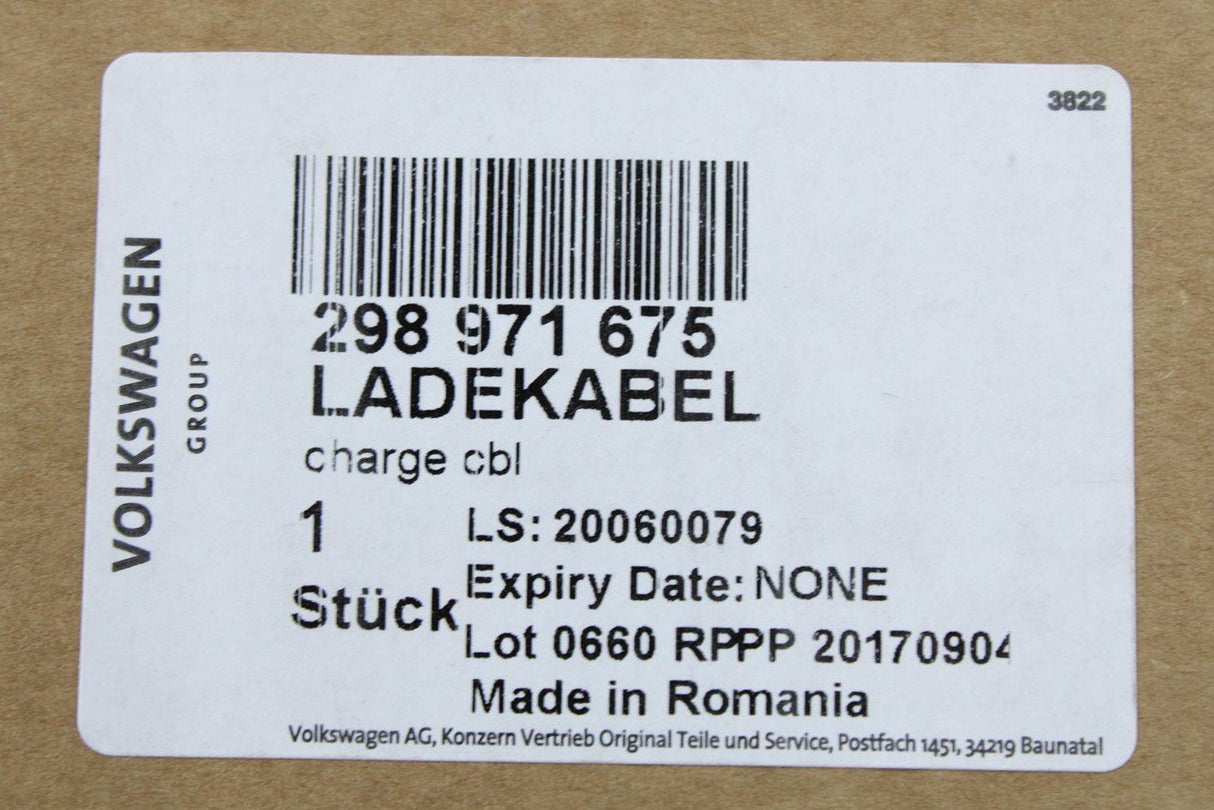 3822
VOLKSWAGEN
GROUP
298 971 675
LADEKABEL
charge cbl
1
Stück
LS: 20060079
Expiry Date: NONE
Lot 0660 RPPP 20170904
Made in Romania
Volkswagen AG, Konzern Vertrieb Original Teile und Service, Postfach 1451, 34219 Baunatal